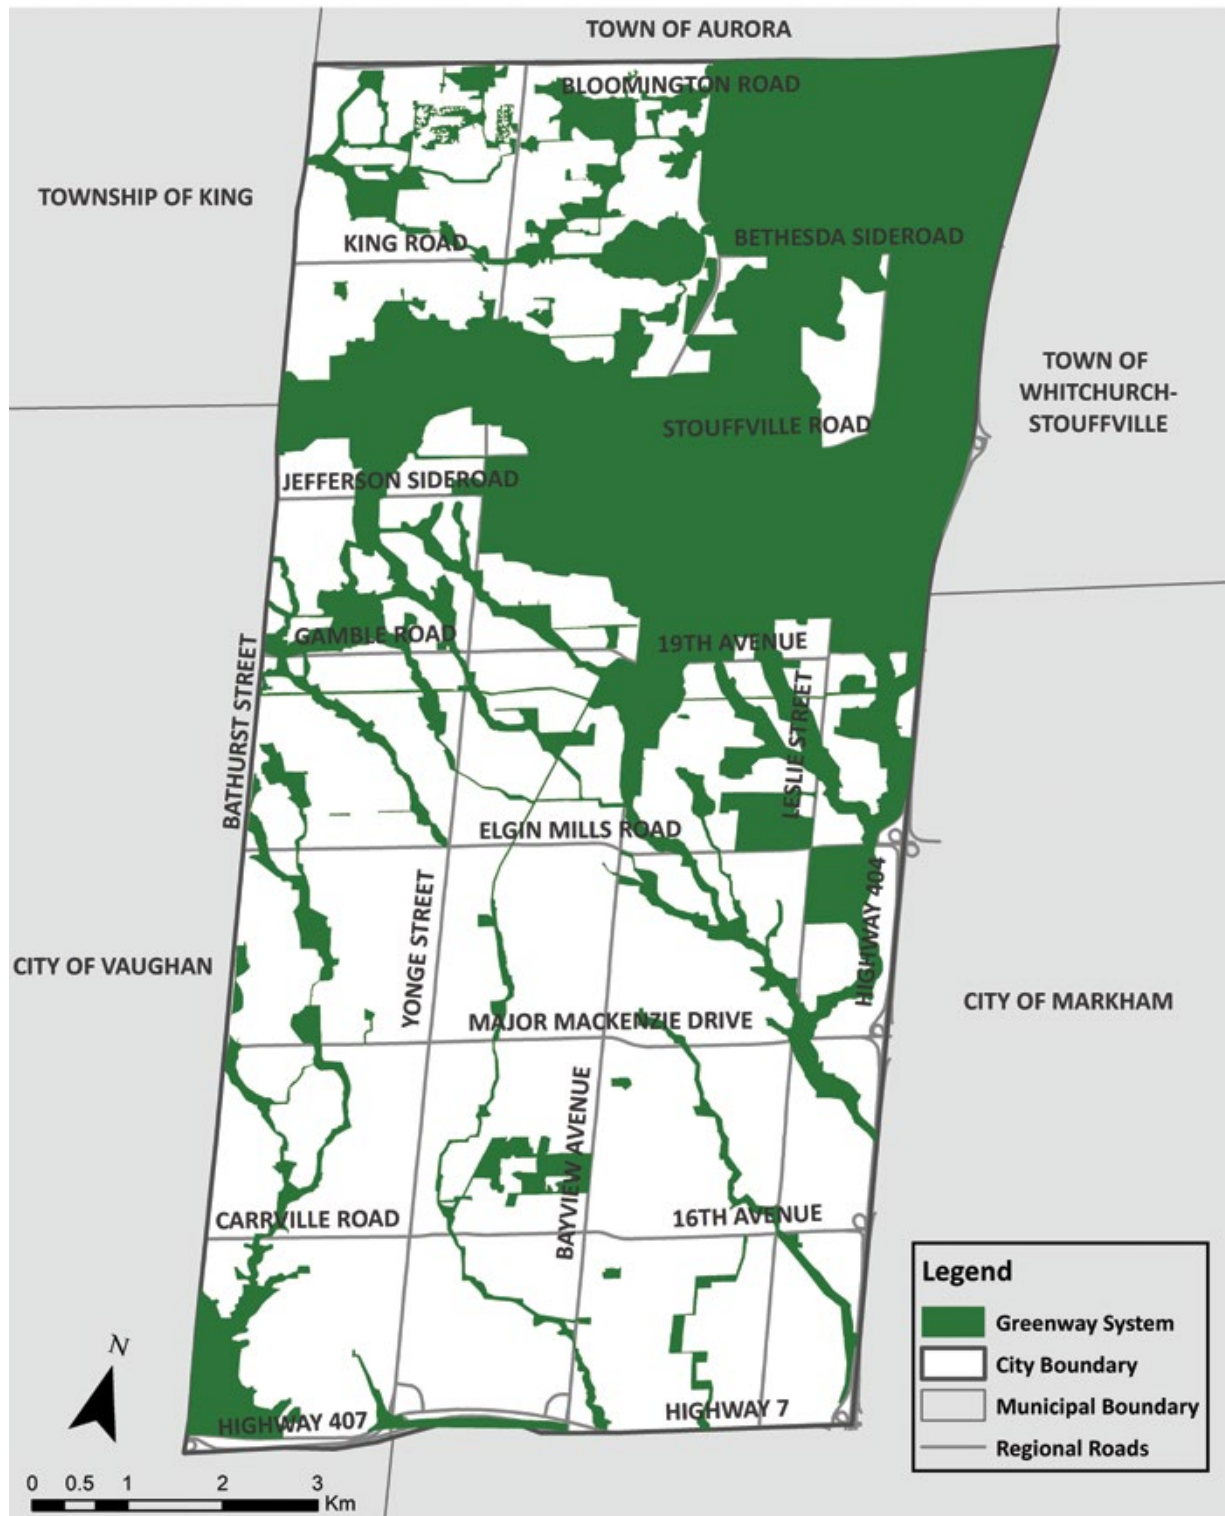 TOWN OF AURORA
BLOOMINGTON ROAD
TOWNSHIP OF KING
KING ROAD
BETHESDA SIDEROAD
TOWN OF
WHITCHURCH-
STOUFFVILLE
STOUFFVILLE ROAD
JEFFERSON SIDEROAD
GAMBLE ROAD
19TH AVENUE
BATHURST STREET
LESLIE STREET
ELGIN MILLS ROAD
YONGE STREET
HIGHWAY 404
CITY OF VAUGHAN
CITY OF MARKHAM
MAJOR MACKENZIE DRIVE
BAYVIEW AVENUE
CARRVILLE ROAD
16TH AVENUE
HIGHWAY 407
HIGHWAY 7
N
0 0.5 1 2 3
Km
Legend
Greenway System
City Boundary
Municipal Boundary
Regional Roads